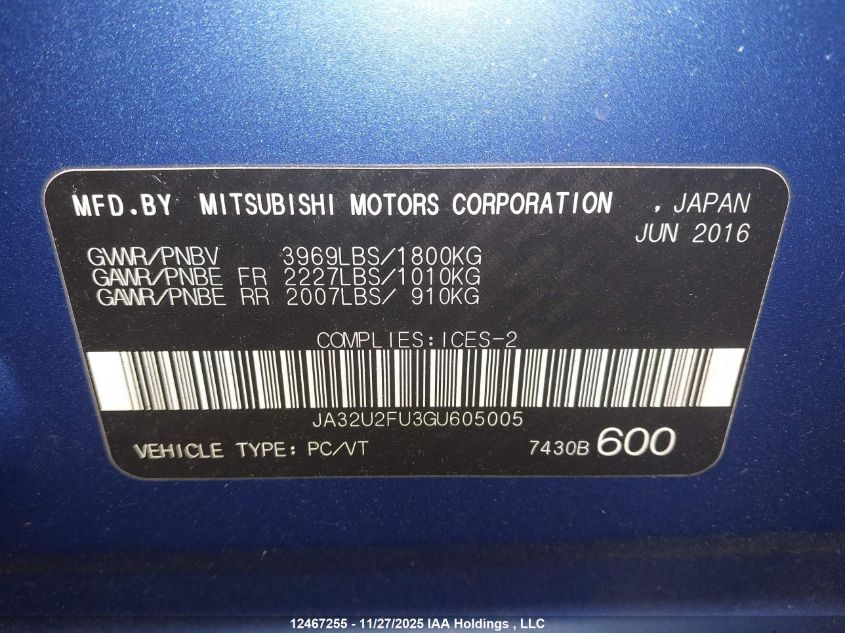 MFD.BY MITSUBISHI MOTORS CORPORATION , JAPAN
JUN 2016
GVWR/PNBV 3969LBS/1800KG
GAWR/PNBE FR 2227LBS/1010KG
GAWR/PNBE RR 2007LBS/ 910KG
COMPLIES:ICES-2
JA32U2FU3GU605005
VEHICLE TYPE: PC/VT 7430B 600
12467255 - 11/27/2025 IAA Holdings , LLC